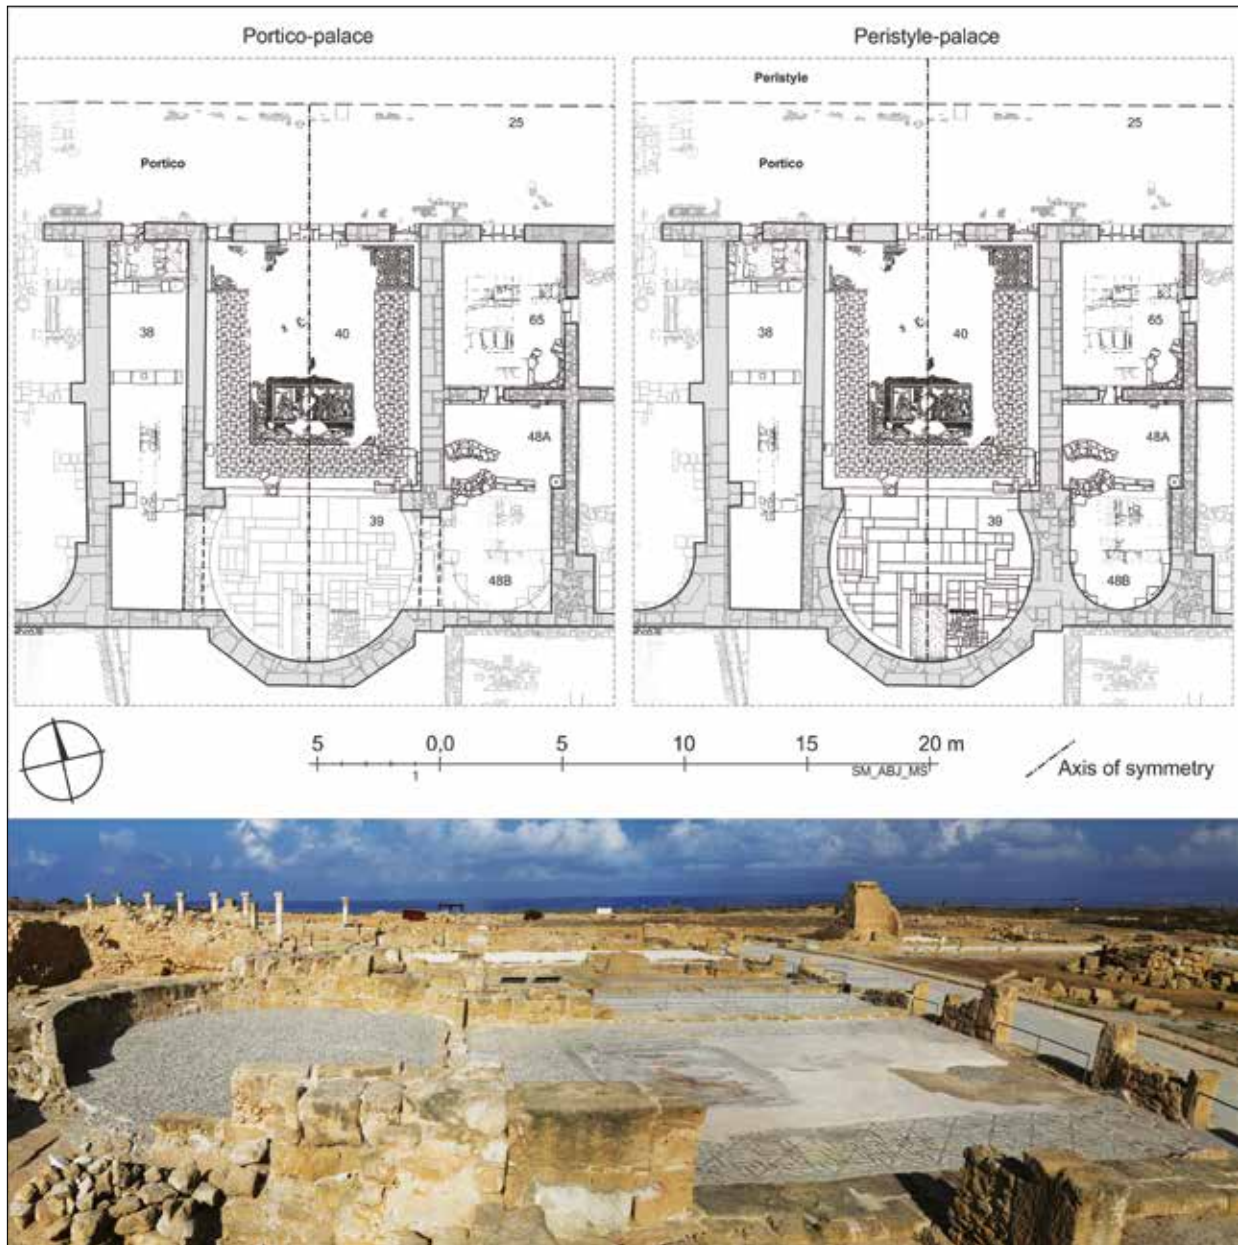 Portico-palace
Peristyle-palace
Peristyle
25
25
Portico
Portico
38
40
65
38
40
65
48A
48A
39
39
48B
48B
5 0,0 5 10 15 20 m
1
SM_ABJ_MS
Axis of symmetry